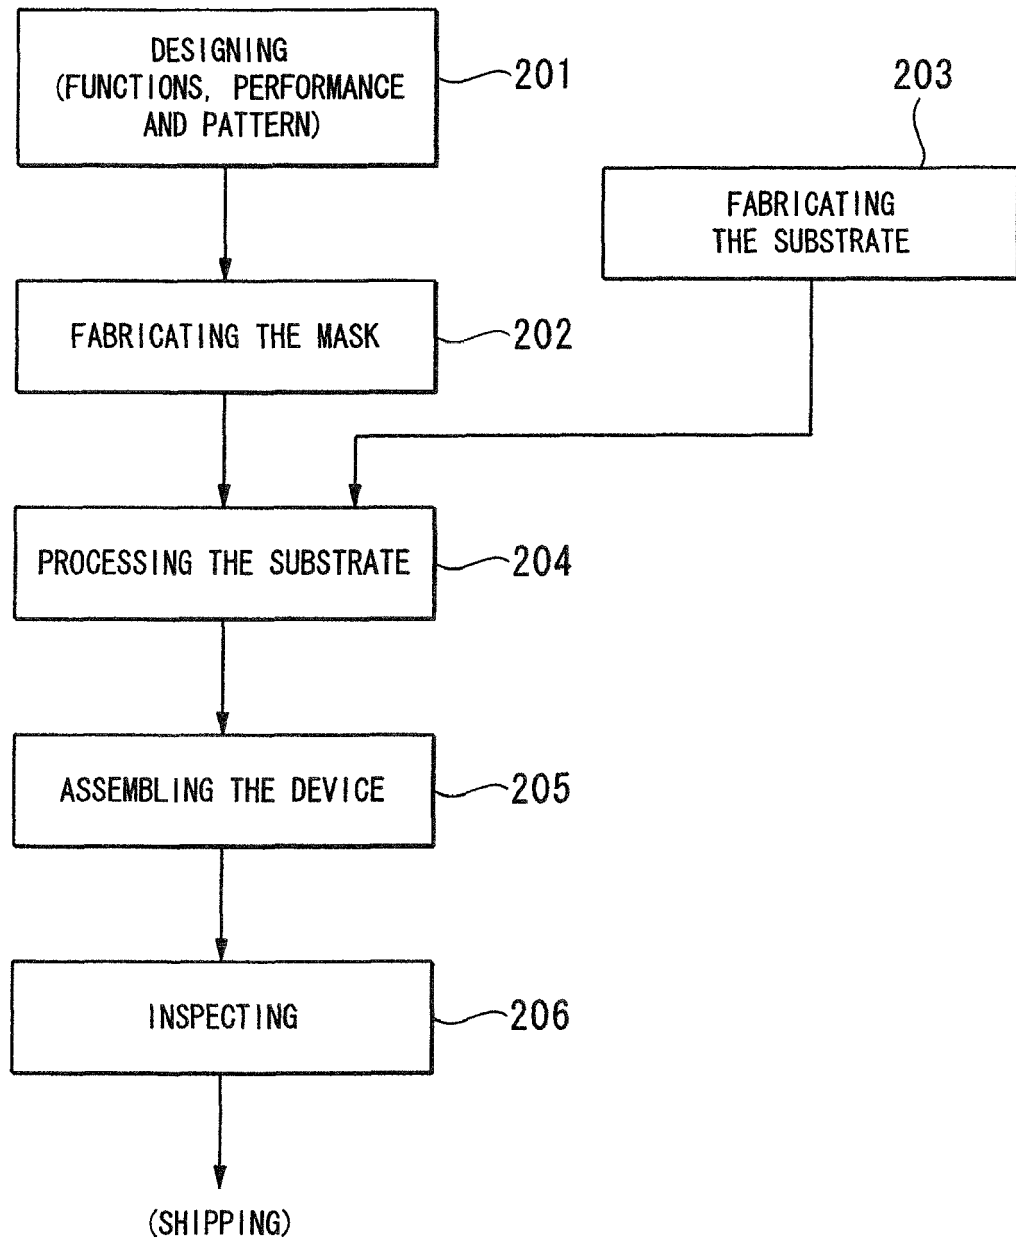 DESIGNING
(FUNCTIONS, PERFORMANCE
AND PATTERN)
201
203
FABRICATING
THE SUBSTRATE
FABRICATING THE MASK
202
PROCESSING THE SUBSTRATE
204
ASSEMBLING THE DEVICE
205
INSPECTING
206
(SHIPPING)